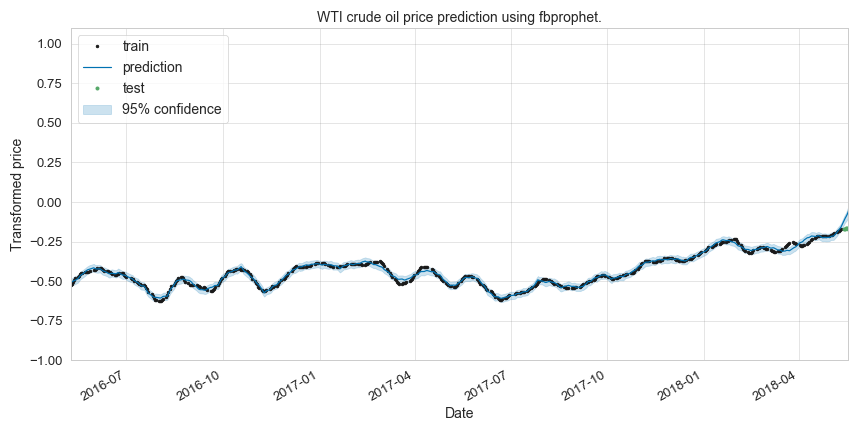 WTI crude oil price prediction using fbprophet.
train
prediction
test
95% confidence
Transformed price
1.00
0.75
0.50
0.25
0.00
−0.25
−0.50
−0.75
−1.00
2016-07
2016-10
2017-01
2017-04
2017-07
2017-10
2018-01
2018-04
Date